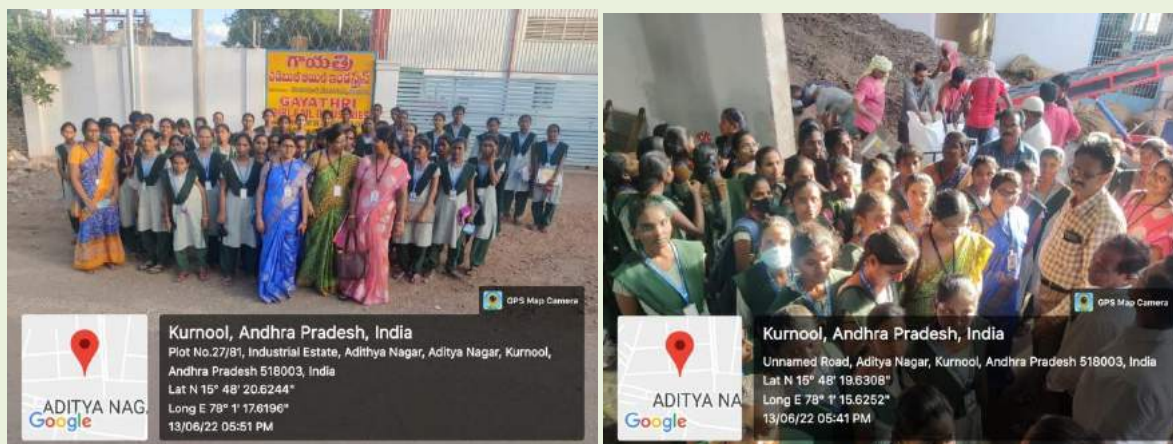 గాయత్రి
GAYATHRI
GPS Map Camera
Kurnool, Andhra Pradesh, India
Plot No.27/81, Industrial Estate, Adithya Nagar, Aditya Nagar, Kurnool,
Andhra Pradesh 518003, India
Lat N 15° 48' 20.6244"
Long E 78° 1' 17.6196"
13/06/22 05:51 PM
ADITYA NAG
Google
GPS Map Camera
Kurnool, Andhra Pradesh, India
Unnamed Road, Aditya Nagar, Kurnool, Andhra Pradesh 518003, India
Lat N 15° 48' 19.6308"
Long E 78° 1' 15.6252"
13/06/22 05:41 PM
ADITYA NA
Google